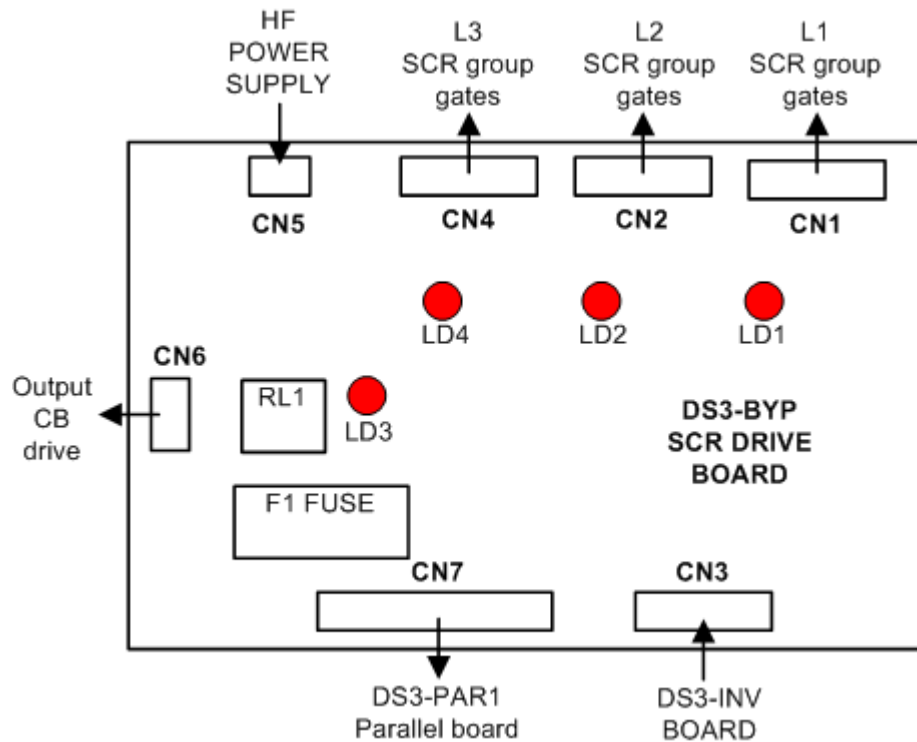 HF
POWER
SUPPLY
L3
SCR group
gates
L2
SCR group
gates
L1
SCR group
gates
CN5
CN4
CN2
CN1
LD4
LD2
LD1
CN6
Output
CB
drive
RL1
LD3
DS3-BYP
SCR DRIVE
BOARD
F1 FUSE
CN7
CN3
DS3-PAR1
Parallel board
DS3-INV
BOARD